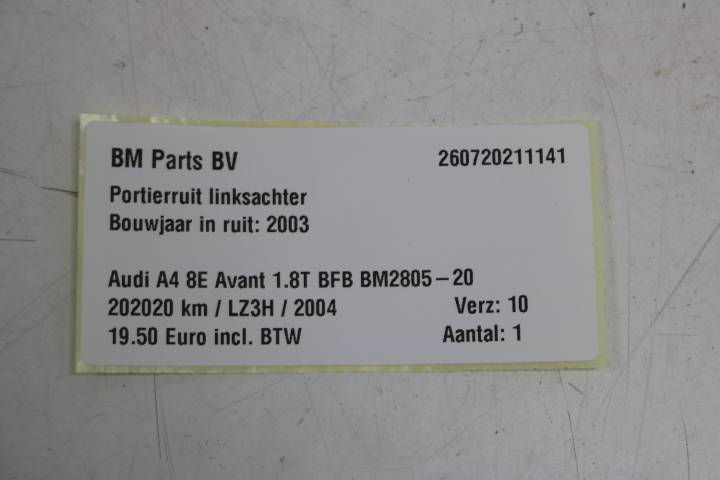 BM Parts BV 260720211141
Portierruit linksachter
Bouwjaar in ruit: 2003
Audi A4 8E Avant 1.8T BFB BM2805-20
202020 km / LZ3H / 2004 Verz: 10
19.50 Euro incl. BTW Aantal: 1